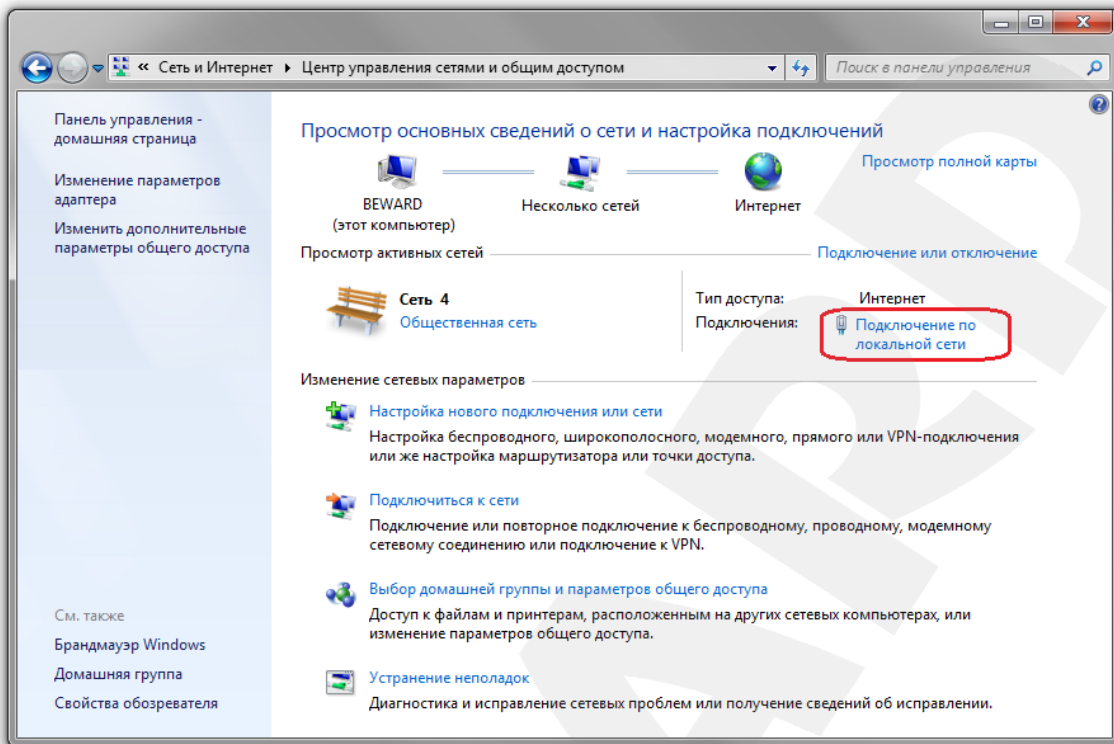 « Сеть и Интернет ▸ Центр управления сетями и общим доступом
Поиск в панели управления
Панель управления -
домашняя страница
Изменение параметров
адаптера
Изменить дополнительные
параметры общего доступа
См. также
Брандмауэр Windows
Домашняя группа
Свойства обозревателя
Просмотр основных сведений о сети и настройка подключений
Просмотр полной карты
BEWARD
(этот компьютер)
Несколько сетей
Интернет
Просмотр активных сетей
Подключение или отключение
Сеть 4
Общественная сеть
Тип доступа: Интернет
Подключения: Подключение по
локальной сети
Изменение сетевых параметров
Настройка нового подключения или сети
Настройка беспроводного, широкополосного, модемного, прямого или VPN-подключения
или же настройка маршрутизатора или точки доступа.
Подключиться к сети
Подключение или повторное подключение к беспроводному, проводному, модемному
сетевому соединению или подключение к VPN.
Выбор домашней группы и параметров общего доступа
Доступ к файлам и принтерам, расположенным на других сетевых компьютерах, или
изменение параметров общего доступа.
Устранение неполадок
Диагностика и исправление сетевых проблем или получение сведений об исправлении.
ARD